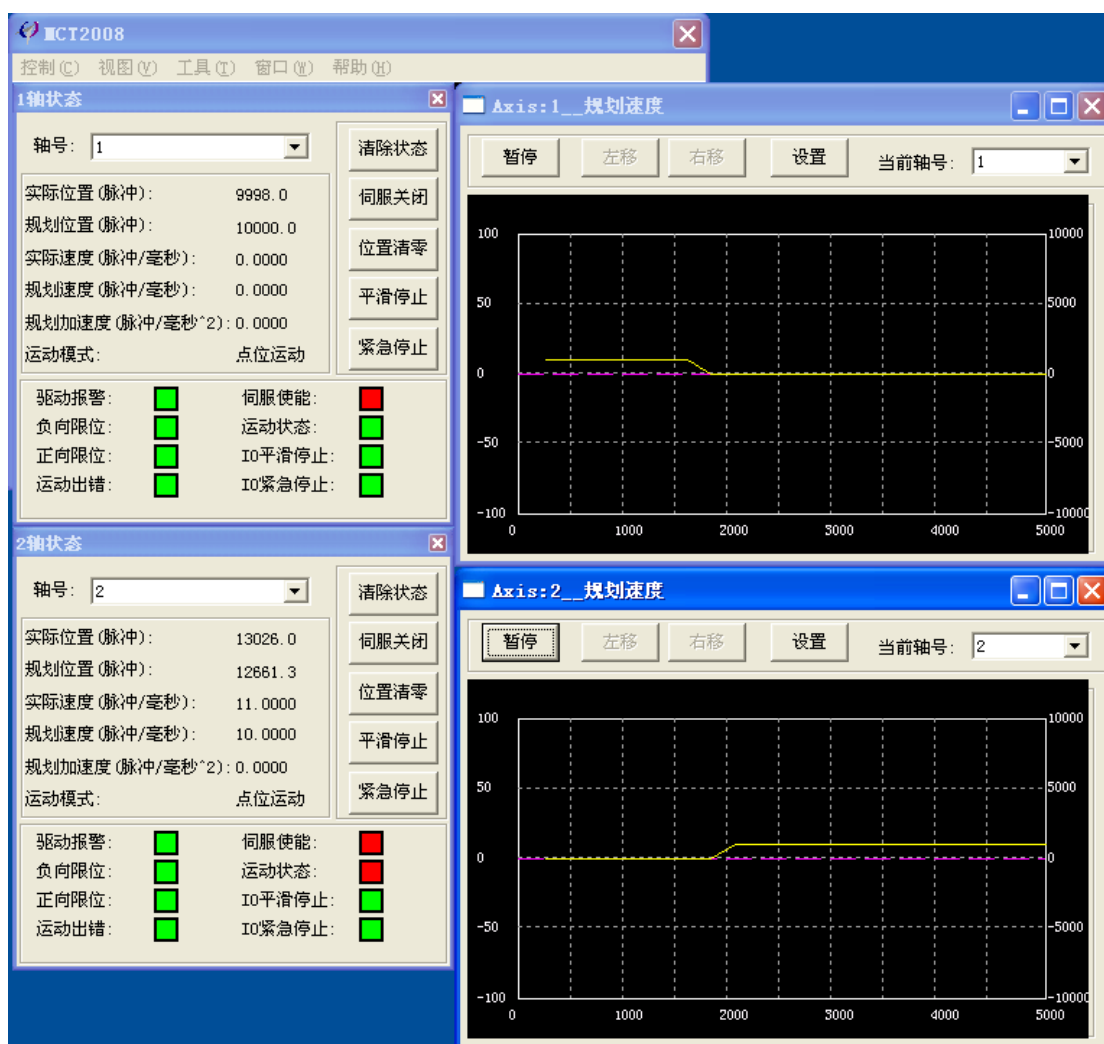 MCT2008
控制(C) 视图(V) 工具(T) 窗口(W) 帮助(H)
1轴状态
轴号: 1
清除状态
实际位置(脉冲): 9998.0
伺服关闭
规划位置(脉冲): 10000.0
位置清零
实际速度(脉冲/毫秒): 0.0000
规划速度(脉冲/毫秒): 0.0000
平滑停止
规划加速度(脉冲/毫秒^2): 0.0000
运动模式: 点位运动
紧急停止
驱动报警: 伺服使能:
负向限位: 运动状态:
正向限位: IO平滑停止:
运动出错: IO紧急停止:
Axis:1__规划速度
暂停 左移 右移 设置 当前轴号: 1
100 10000
50 5000
0 0
-50 -5000
-100 -10000
0 1000 2000 3000 4000 5000
2轴状态
轴号: 2
清除状态
实际位置(脉冲): 13026.0
伺服关闭
规划位置(脉冲): 12661.3
位置清零
实际速度(脉冲/毫秒): 11.0000
规划速度(脉冲/毫秒): 10.0000
平滑停止
规划加速度(脉冲/毫秒^2): 0.0000
运动模式: 点位运动
紧急停止
驱动报警: 伺服使能:
负向限位: 运动状态:
正向限位: IO平滑停止:
运动出错: IO紧急停止:
Axis:2__规划速度
暂停 左移 右移 设置 当前轴号: 2
100 10000
50 5000
0 0
-50 -5000
-100 -10000
0 1000 2000 3000 4000 5000